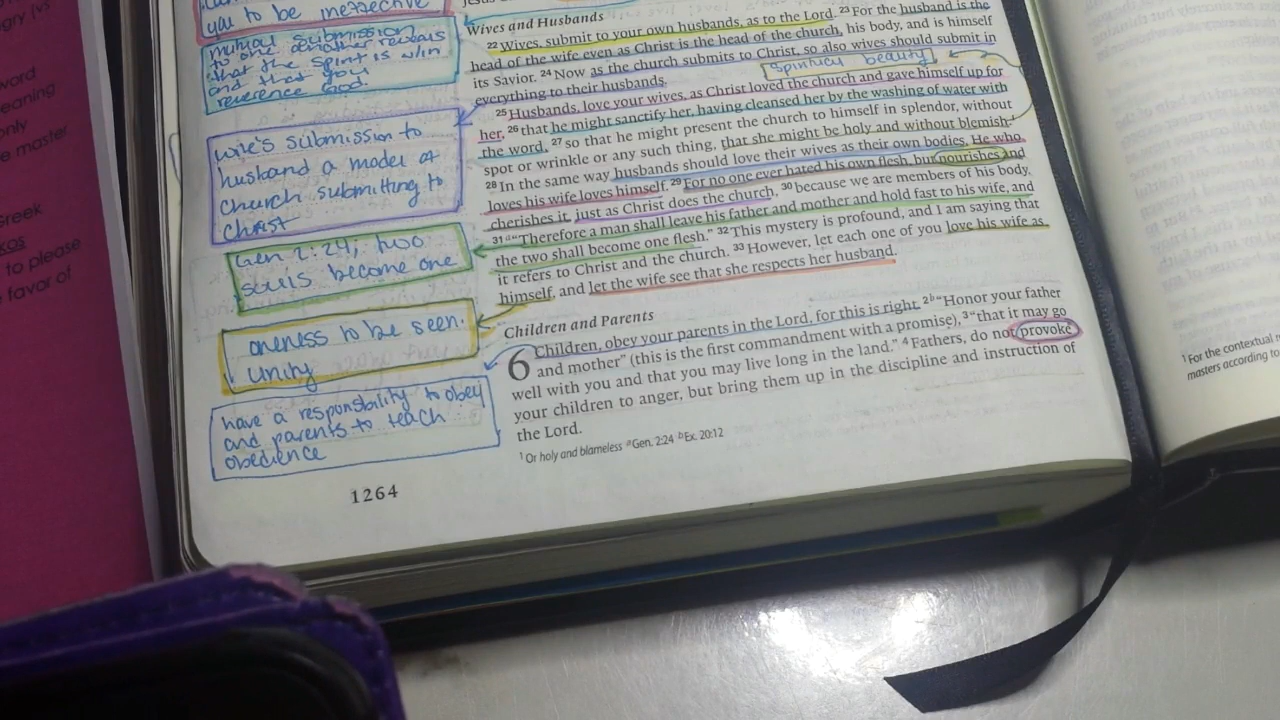 gry (vs
word
eaning
only
e master
Greek
kos
to please
favor of
you to be ineffective
mutual submission
to one another reveals
that the spirit is w/in
and that you
reverence God.
wife's submission to
husband a model of
church submitting to
Christ
Gen 2:24; two
souls become one
oneness to be seen.
unity
have a responsibility to obey
and parents to teach
obedience
1264
Wives and Husbands
22 Wives, submit to your own husbands, as to the Lord. 23 For the husband is the
head of the wife even as Christ is the head of the church, his body, and is himself
its Savior. 24 Now as the church submits to Christ, so also wives should submit in
everything to their husbands.
spiritual beauty
25 Husbands, love your wives, as Christ loved the church and gave himself up for
her, 26 that he might sanctify her, having cleansed her by the washing of water with
the word, 27 so that he might present the church to himself in splendor, without
spot or wrinkle or any such thing, that she might be holy and without blemish.1
28 In the same way husbands should love their wives as their own bodies. He who
loves his wife loves himself. 29 For no one ever hated his own flesh, but nourishes and
cherishes it, just as Christ does the church, 30 because we are members of his body.
31 a"Therefore a man shall leave his father and mother and hold fast to his wife, and
the two shall become one flesh." 32 This mystery is profound, and I am saying that
it refers to Christ and the church. 33 However, let each one of you love his wife as
himself, and let the wife see that she respects her husband.
Children and Parents
6 Children, obey your parents in the Lord, for this is right. 2 b"Honor your father
and mother" (this is the first commandment with a promise), 3 "that it may go
well with you and that you may live long in the land." 4 Fathers, do not provoke
your children to anger, but bring them up in the discipline and instruction of
the Lord.
1 Or holy and blameless a Gen. 2:24 b Ex. 20:12
1 For the contextual
masters according to